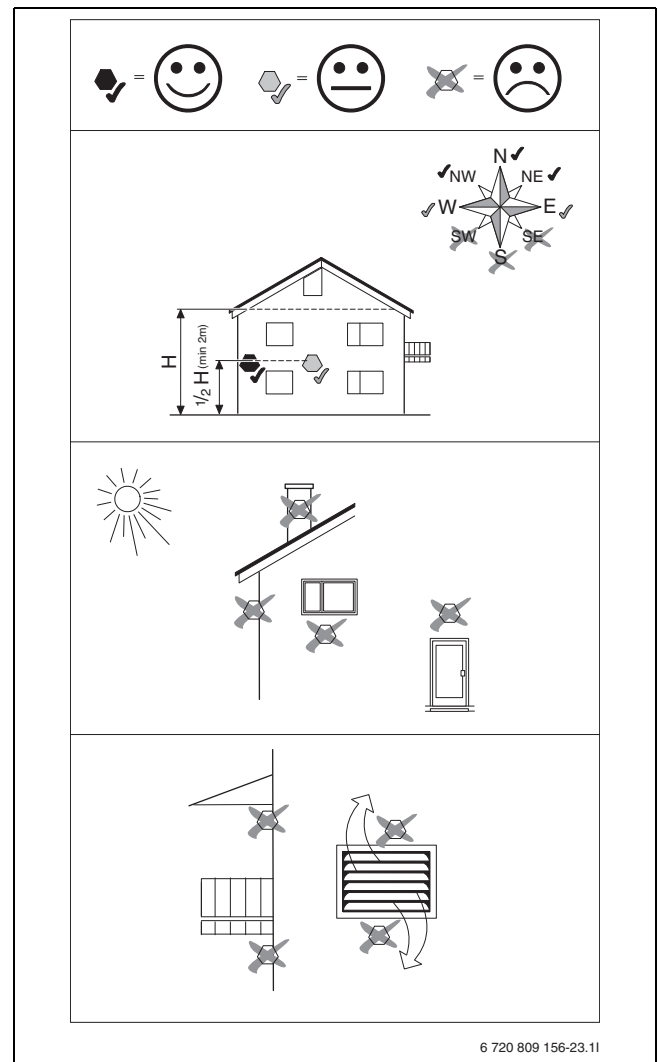 = = =
N
NW NE
W E
SW SE
S
H
1/2 H (min 2m)
6 720 809 156-23.1I